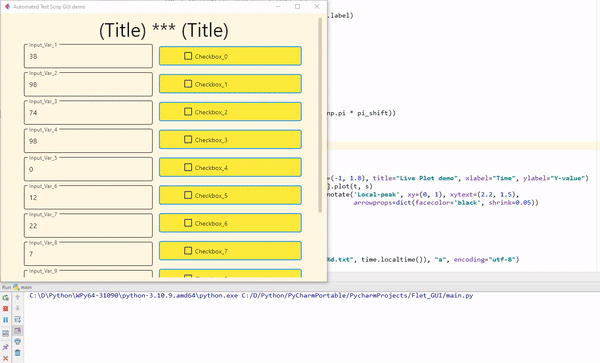 Automated Test Scrip GUI demo
(Title) *** (Title)
Input_Var_1
38
Checkbox_0
Input_Var_2
98
Checkbox_1
Input_Var_3
74
Checkbox_2
Input_Var_4
98
Checkbox_3
Input_Var_5
0
Checkbox_4
Input_Var_6
12
Checkbox_5
Input_Var_7
22
Checkbox_6
Input_Var_8
7
Checkbox_7
Input_Var_9
.label)
np.pi * pi_shift))
=(-1, 1.8), title="Live Plot demo", xlabel="Time", ylabel="Y-value")
].plot(t, s)
notate('Local-peak', xy=(0, 1), xytext=(2.2, 1.5),
arrowprops=dict(facecolor='black', shrink=0.05))
%d.txt", time.localtime()), "a", encoding="utf-8")
Run
main
C:\D\Python\WPy64-31090\python-3.10.9.amd64\python.exe C:/D/Python/PyCharmPortable/PycharmProjects/Flet_GUI/main.py